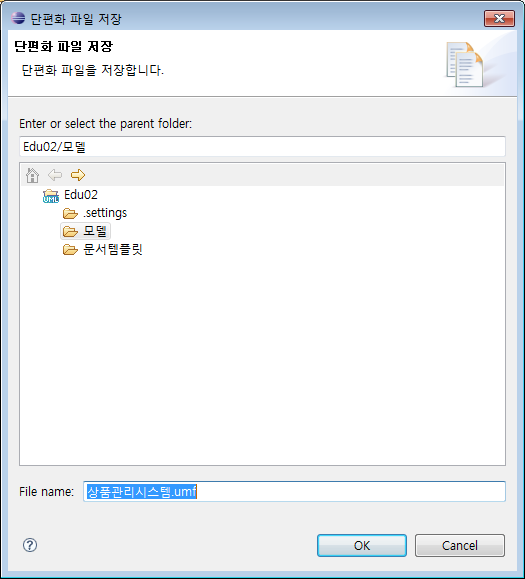 단편화 파일 저장
단편화 파일 저장
단편화 파일을 저장합니다.
Enter or select the parent folder:
Edu02/모델
UML Edu02
.settings
모델
문서템플릿
File name: 상품관리시스템.umf
? OK Cancel